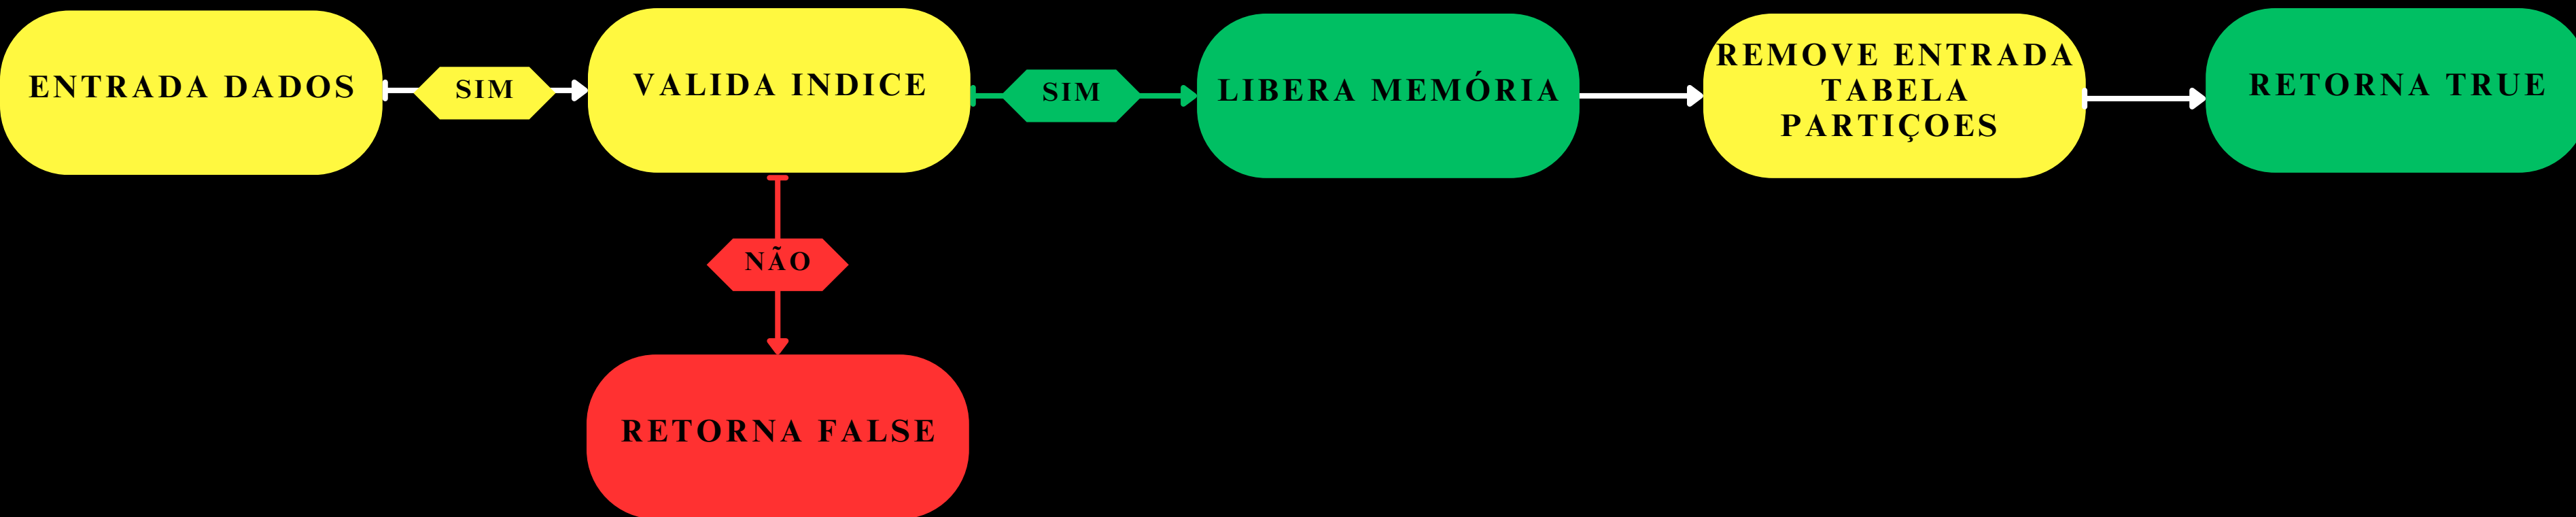 ENTRADA DADOS
SIM
VALIDA INDICE
SIM
LIBERA MEMÓRIA
REMOVE ENTRADA
TABELA
PARTIÇOES
RETORNA TRUE
NÃO
RETORNA FALSE